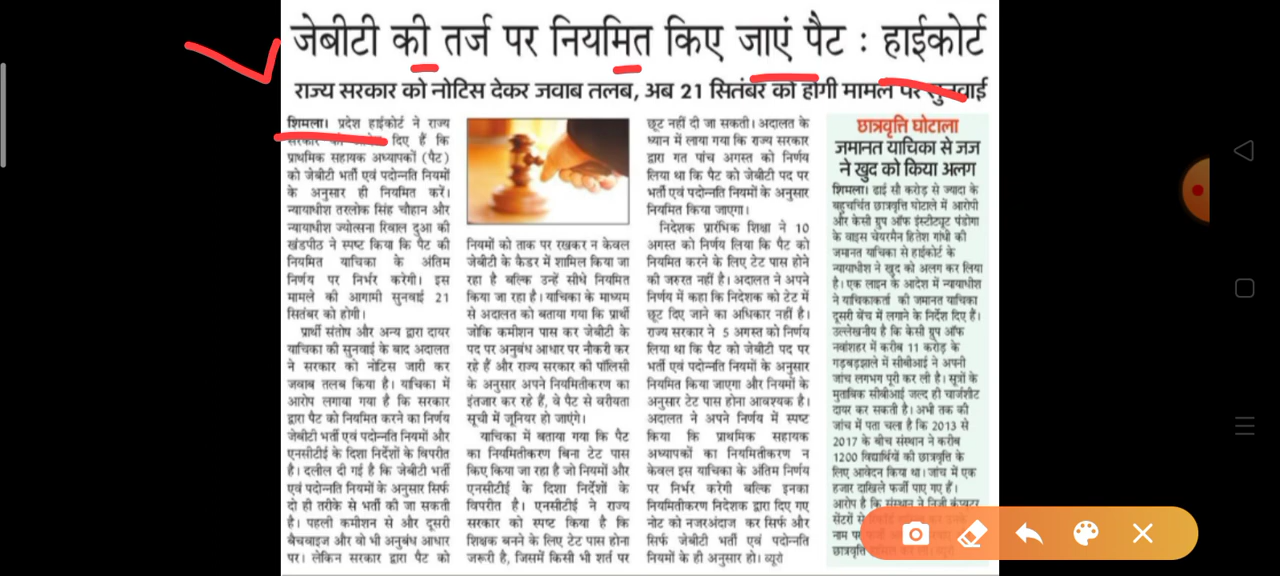 जेबीटी की तर्ज पर नियमित किए जाएं पैट : हाईकोर्ट
राज्य सरकार को नोटिस देकर जवाब तलब, अब 21 सितंबर को होगी मामले पर सुनवाई
शिमला। प्रदेश हाईकोर्ट ने राज्य
सरकार को आदेश दिए हैं कि
प्राथमिक सहायक अध्यापकों (पैट)
को जेबीटी भर्ती एवं पदोन्नति नियमों
के अनुसार ही नियमित करें।
न्यायाधीश तरलोक सिंह चौहान और
न्यायाधीश ज्योत्सना रिवाल दुआ की
खंडपीठ ने स्पष्ट किया कि पैट की
नियमित याचिका के अंतिम
निर्णय पर निर्भर करेगी। इस
मामले की आगामी सुनवाई 21
सितंबर को होगी।
प्रार्थी संतोष और अन्य द्वारा दायर
याचिका की सुनवाई के बाद अदालत
ने सरकार को नोटिस जारी कर
जवाब तलब किया है। याचिका में
आरोप लगाया गया है कि सरकार
द्वारा पैट को नियमित करने का निर्णय
जेबीटी भर्ती एवं पदोन्नति नियमों और
एनसीटीई के दिशा निर्देशों के विपरीत
है। दलील दी गई है कि जेबीटी भर्ती
एवं पदोन्नति नियमों के अनुसार सिर्फ
दो ही तरीके से भर्ती की जा सकती
है। पहली कमीशन से और दूसरी
बैचवाइज और वो भी अनुबंध आधार
पर। लेकिन सरकार द्वारा पैट को
नियमों को ताक पर रखकर न केवल
जेबीटी के कैडर में शामिल किया जा
रहा है बल्कि उन्हें सीधे नियमित
किया जा रहा है। याचिका के माध्यम
से अदालत को बताया गया कि प्रार्थी
जोकि कमीशन पास कर जेबीटी के
पद पर अनुबंध आधार पर नौकरी कर
रहे हैं और राज्य सरकार की पॉलिसी
के अनुसार अपने नियमितीकरण का
इंतजार कर रहे हैं, वे पैट से वरीयता
सूची में जूनियर हो जाएंगे।
याचिका में बताया गया कि पैट
का नियमितीकरण बिना टेट पास
किए किया जा रहा है जो नियमों और
एनसीटीई के दिशा निर्देशों के
विपरीत है। एनसीटीई ने राज्य
सरकार को स्पष्ट किया है कि
शिक्षक बनने के लिए टेट पास होना
जरूरी है, जिसमें किसी भी शर्त पर
छूट नहीं दी जा सकती। अदालत के
ध्यान में लाया गया कि राज्य सरकार
द्वारा गत पांच अगस्त को निर्णय
लिया था कि पैट को जेबीटी पद पर
भर्ती एवं पदोन्नति नियमों के अनुसार
नियमित किया जाएगा।
निदेशक प्रारंभिक शिक्षा ने 10
अगस्त को निर्णय लिया कि पैट को
नियमित करने के लिए टेट पास होने
की जरुरत नहीं है। अदालत ने अपने
निर्णय में कहा कि निदेशक को टेट में
छूट दिए जाने का अधिकार नहीं है।
राज्य सरकार ने 5 अगस्त को निर्णय
लिया था कि पैट को जेबीटी पद पर
भर्ती एवं पदोन्नति नियमों के अनुसार
नियमित किया जाएगा और नियमों के
अनुसार टेट पास होना आवश्यक है।
अदालत ने अपने निर्णय में स्पष्ट
किया कि प्राथमिक सहायक
अध्यापकों का नियमितीकरण न
केवल इस याचिका के अंतिम निर्णय
पर निर्भर करेगी बल्कि इनका
नियमितीकरण निदेशक द्वारा दिए गए
नोट को नजरअंदाज कर सिर्फ और
सिर्फ जेबीटी भर्ती एवं पदोन्नति
नियमों के ही अनुसार हो। ब्यूरो
छात्रवृत्ति घोटाला
जमानत याचिका से जज
ने खुद को किया अलग
शिमला। ढाई सौ करोड़ से ज्यादा के
बहुचर्चित छात्रवृत्ति घोटाले में आरोपी
और केसी ग्रुप ऑफ इंस्टीट्यूट पंडोगा
के वाइस चेयरमैन हितेश गांधी की
जमानत याचिका से हाईकोर्ट के
न्यायाधीश ने खुद को अलग कर लिया
है। एक लाइन के आदेश में न्यायाधीश
ने याचिकाकर्ता की जमानत याचिका
दूसरी बेंच में लगाने के निर्देश दिए हैं।
उल्लेखनीय है कि केसी ग्रुप ऑफ
नवांशहर में करीब 11 करोड़ के
गड़बड़झाले में सीबीआई ने अपनी
जांच लगभग पूरी कर ली है। सूत्रों के
मुताबिक सीबीआई जल्द ही चार्जशीट
दायर कर सकती है। अभी तक की
जांच में पता चला है कि 2013 से
2017 के बीच संस्थान ने करीब
1200 विद्यार्थियों की छात्रवृत्ति के
लिए आवेदन किया था। जांच में एक
हजार दाखिले फर्जी पाए गए हैं।
आरोप है कि संस्थान ने निजी कंप्यूटर
सेंटरों से
नाम पर
छात्रवृत्ति